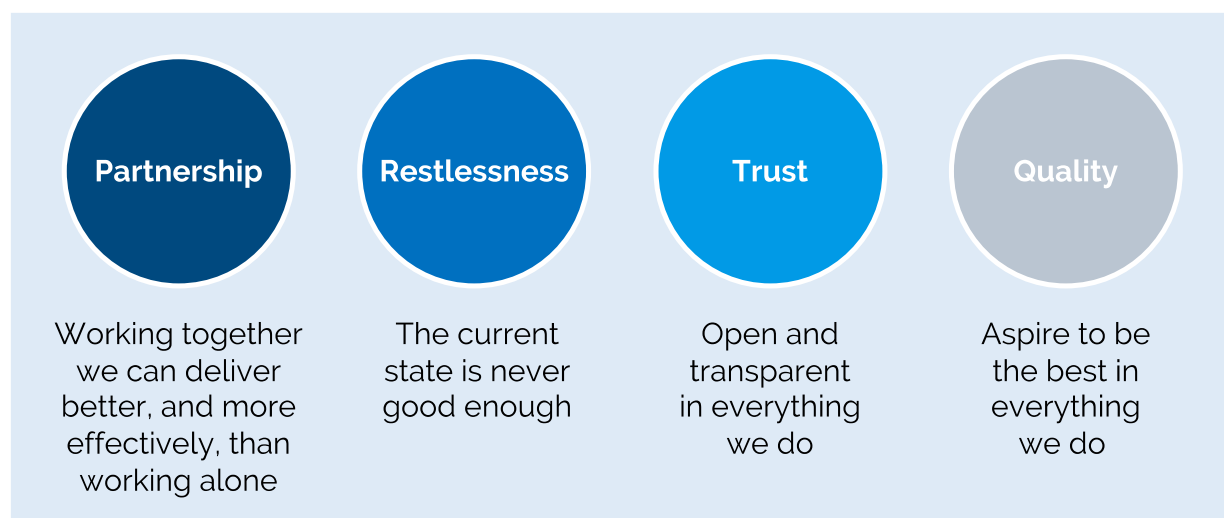 Partnership
Working together
we can deliver
better, and more
effectively, than
working alone
Restlessness
The current
state is never
good enough
Trust
Open and
transparent
in everything
we do
Quality
Aspire to be
the best in
everything
we do